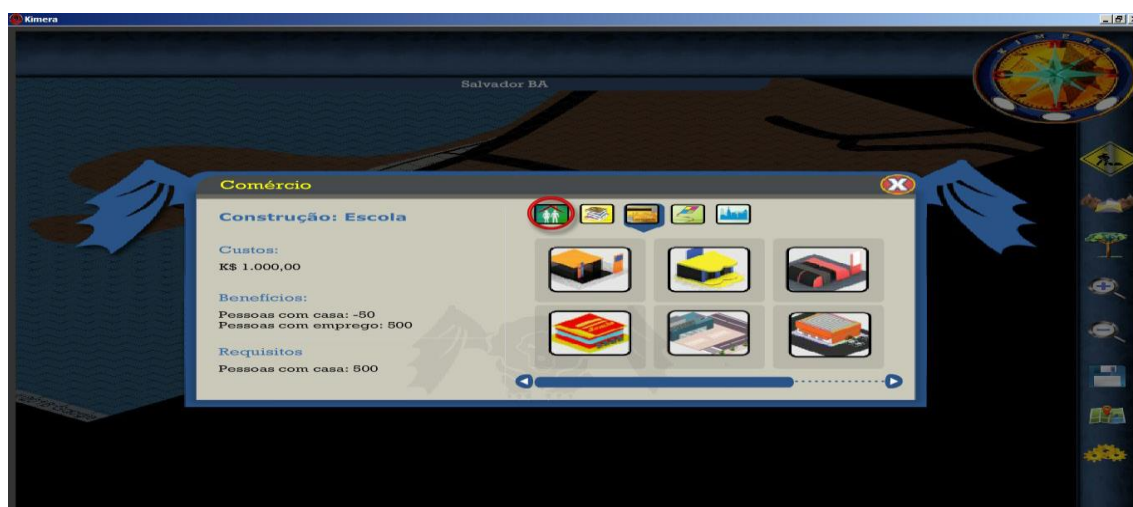 Kimera
KIMERA
Salvador BA
Comércio
X
Construção: Escola
Custos:
K$ 1.000,00
Benefícios:
Pessoas com casa: -50
Pessoas com emprego: 500
Requisitos
Pessoas com casa: 500